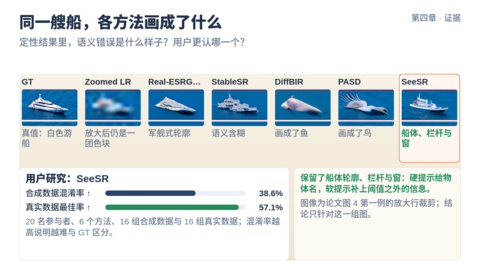 同一艘船，各方法画成了什么
第四章 · 证据
定性结果里，语义错误是什么样子？用户更认哪一个？
GT
Zoomed LR
Real-ESRG...
StableSR
DiffBIR
PASD
SeeSR
真值：白色游
船
放大后仍是一
团色块
军舰式轮廓
语义含糊
画成了鱼
画成了鸟
船体、栏杆与
窗
用户研究：SeeSR
合成数据混淆率 ↑
38.6%
真实数据最佳率 ↑
57.1%
20 名参与者、6 个方法、16 组合成数据与 16 组真实数据；混淆率越
高说明越难与 GT 区分。
保留了船体轮廓、栏杆与窗：硬提示给物
体名，软提示补上阈值之外的信息。
图像为论文图 4 第一例的放大行裁剪；结
论只针对这一组图。